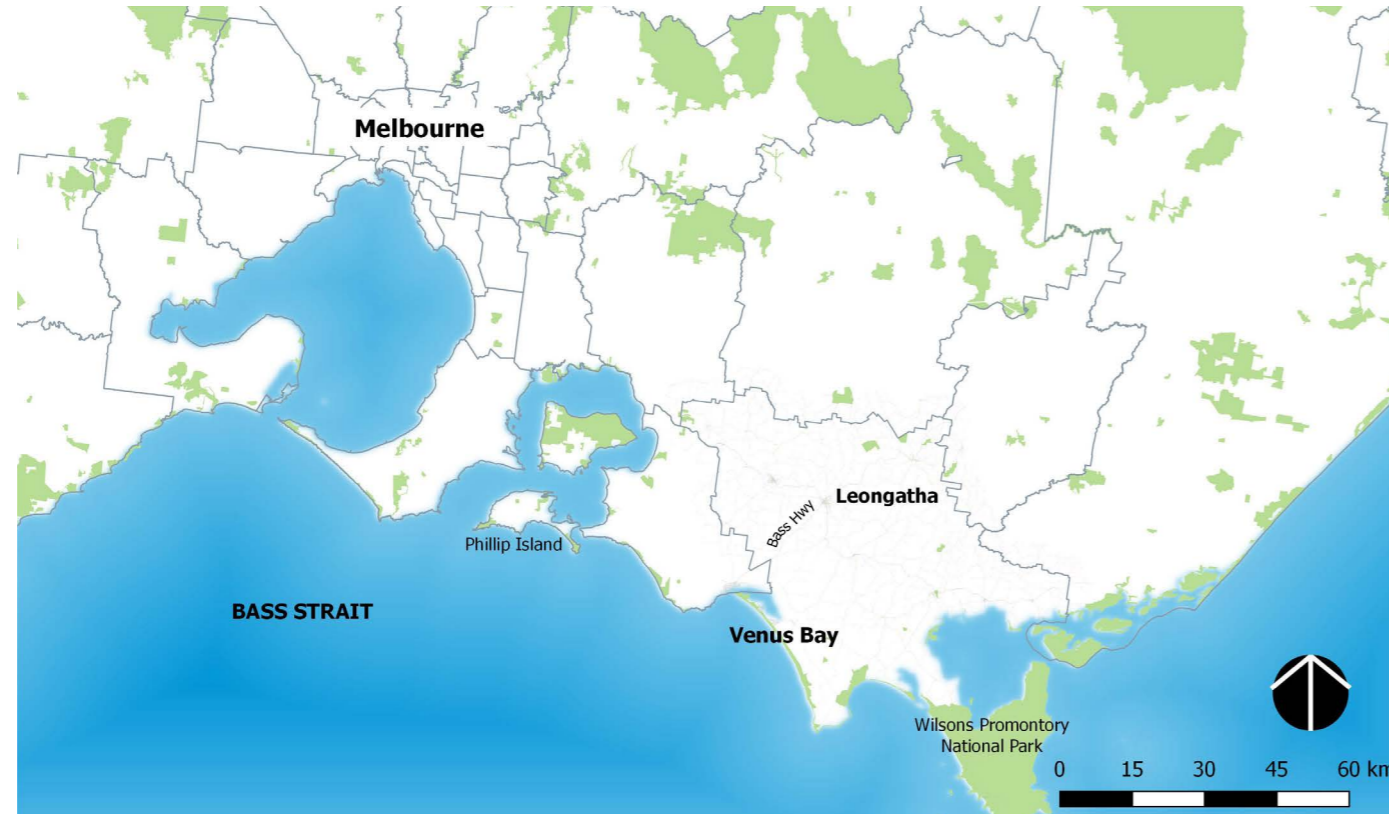 Melbourne
Leongatha
Bass Hwy
Phillip Island
BASS STRAIT
Venus Bay
Wilsons Promontory
National Park
0 15 30 45 60 km